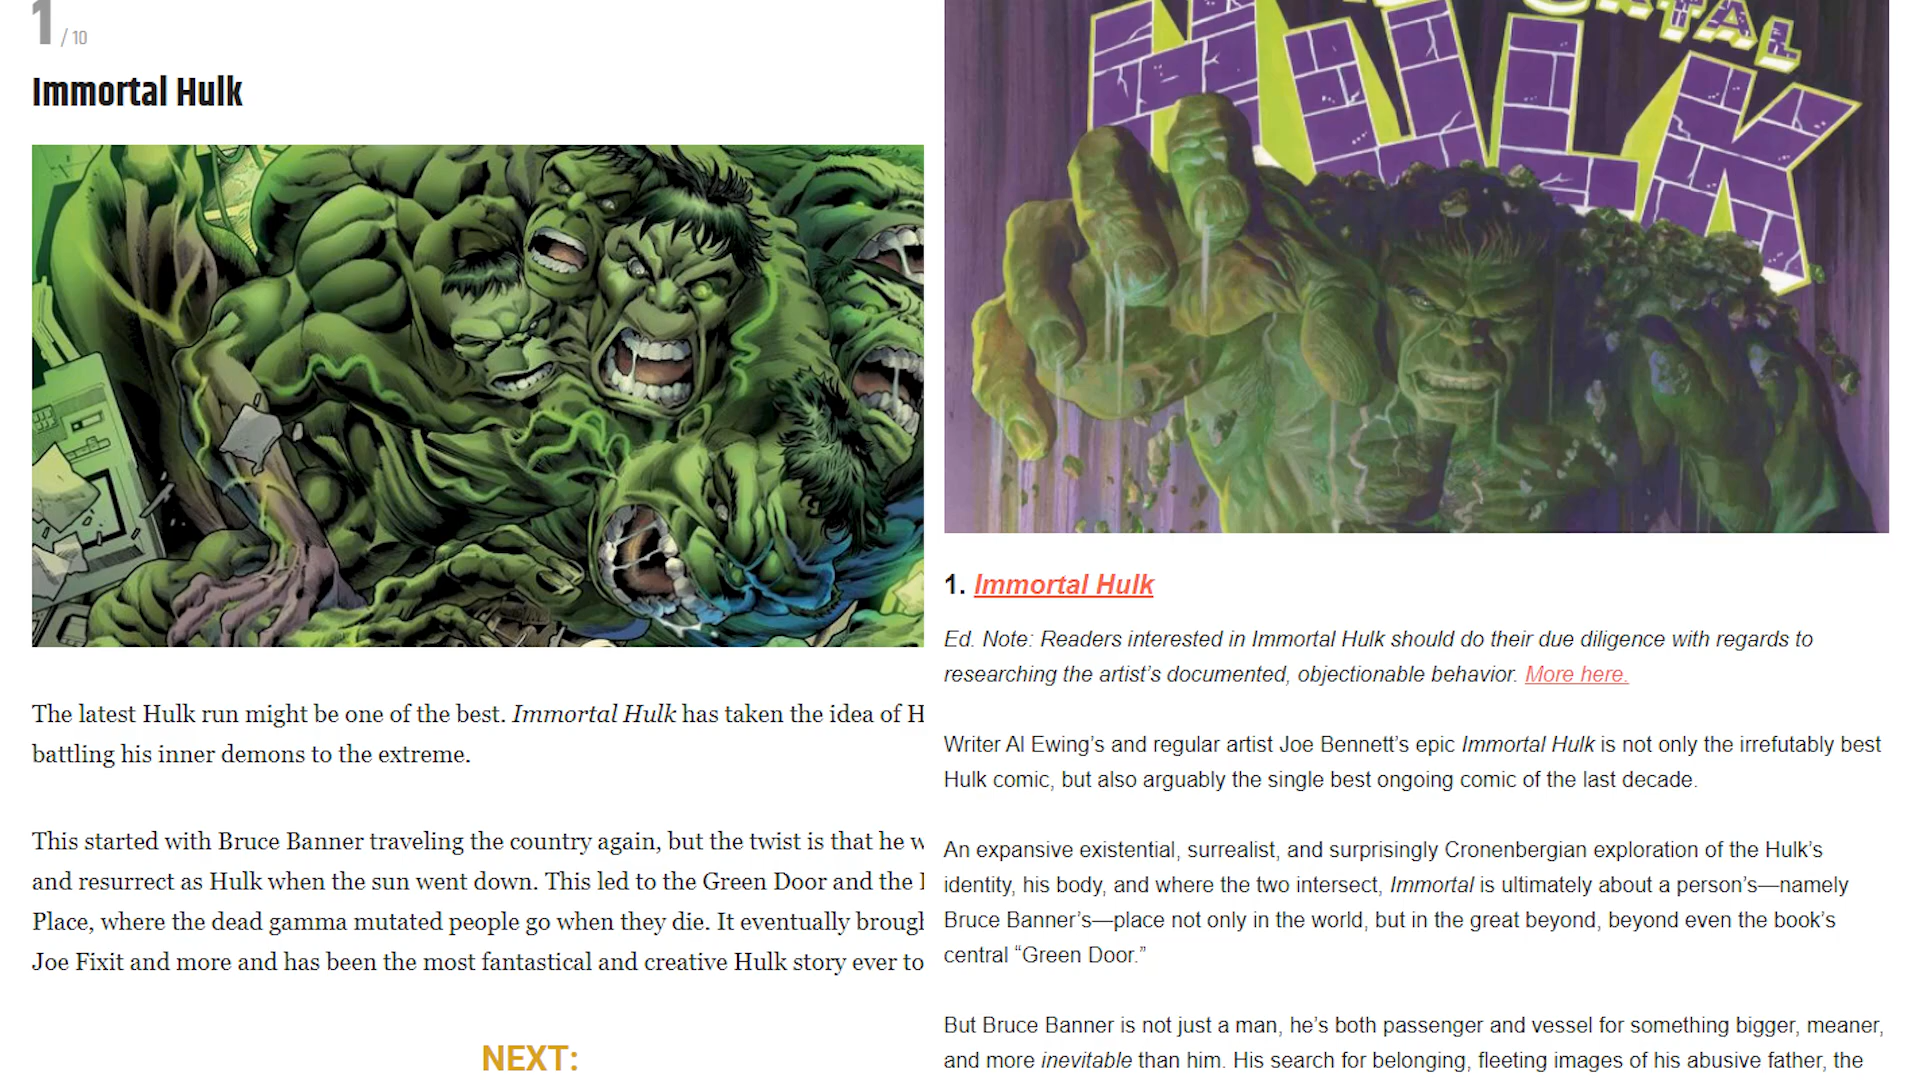 1 / 10
Immortal Hulk
The latest Hulk run might be one of the best. Immortal Hulk has taken the idea of H
battling his inner demons to the extreme.
This started with Bruce Banner traveling the country again, but the twist is that he w
and resurrect as Hulk when the sun went down. This led to the Green Door and the
Place, where the dead gamma mutated people go when they die. It eventually brough
Joe Fixit and more and has been the most fantastical and creative Hulk story ever to
NEXT:
HULK
1. Immortal Hulk
Ed. Note: Readers interested in Immortal Hulk should do their due diligence with regards to
researching the artist’s documented, objectionable behavior. More here.
Writer Al Ewing’s and regular artist Joe Bennett’s epic Immortal Hulk is not only the irrefutably best
Hulk comic, but also arguably the single best ongoing comic of the last decade.
An expansive existential, surrealist, and surprisingly Cronenbergian exploration of the Hulk’s
identity, his body, and where the two intersect, Immortal is ultimately about a person’s—namely
Bruce Banner’s—place not only in the world, but in the great beyond, beyond even the book’s
central “Green Door.”
But Bruce Banner is not just a man, he’s both passenger and vessel for something bigger, meaner,
and more inevitable than him. His search for belonging, fleeting images of his abusive father, the